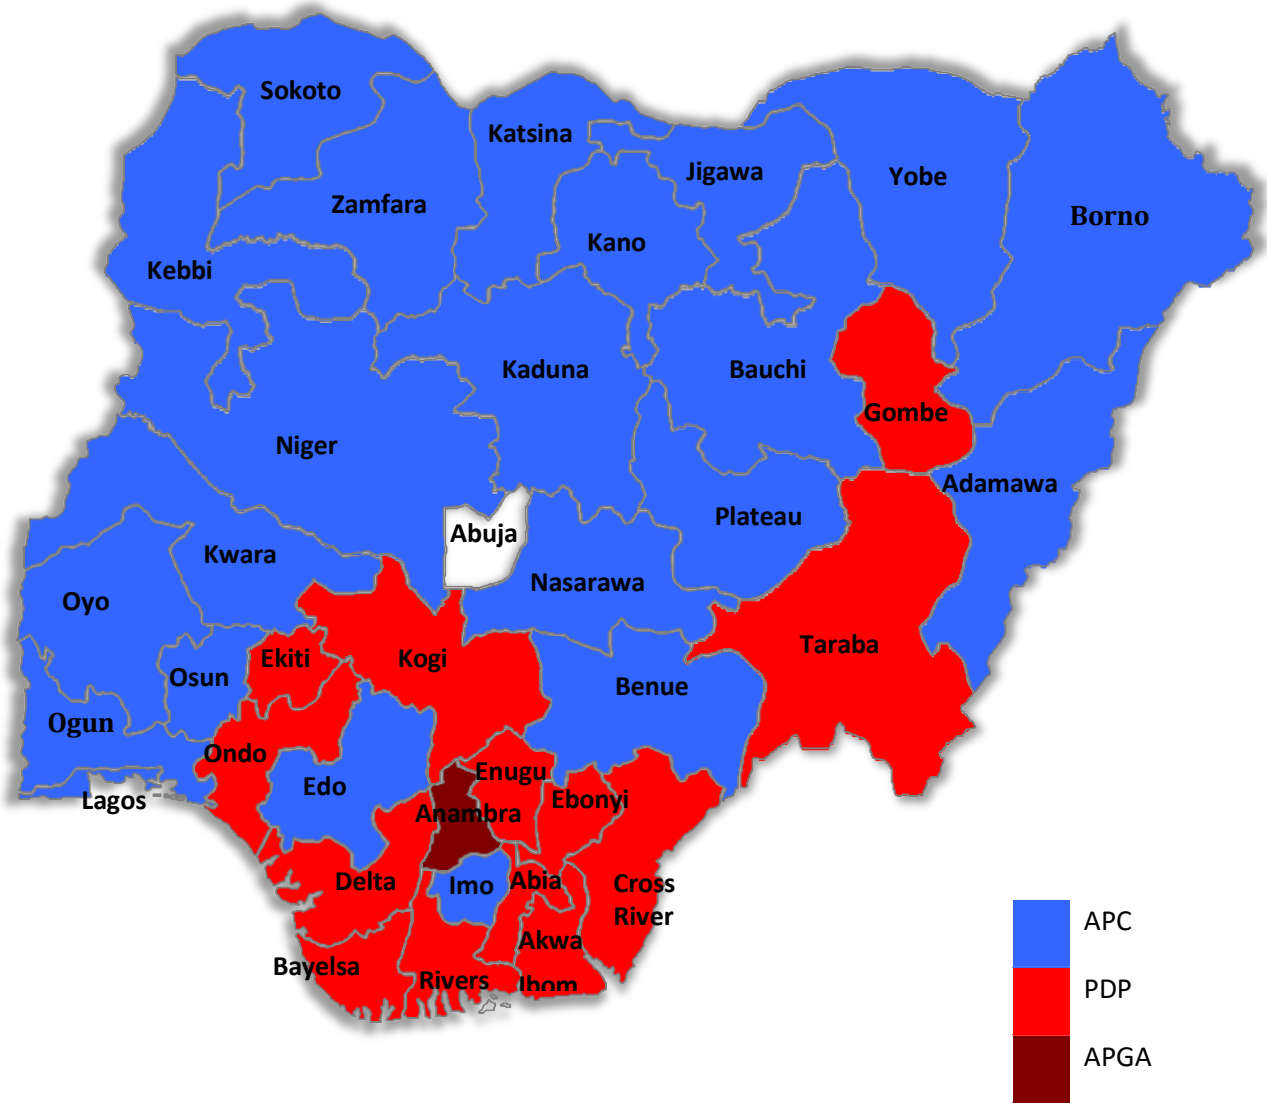 Sokoto
Katsina
Jigawa
Yobe
Zamfara
Borno
Kano
Kebbi
Kaduna
Bauchi
Gombe
Niger
Adamawa
Plateau
Abuja
Kwara
Nasarawa
Oyo
Taraba
Ekiti
Kogi
Osun
Benue
Ogun
Ondo
Enugu
Edo
Lagos
Ebonyi
Anambra
Delta
Imo
Abia
Cross
River
Akwa
Ibom
Bayelsa
Rivers
APC
PDP
APGA